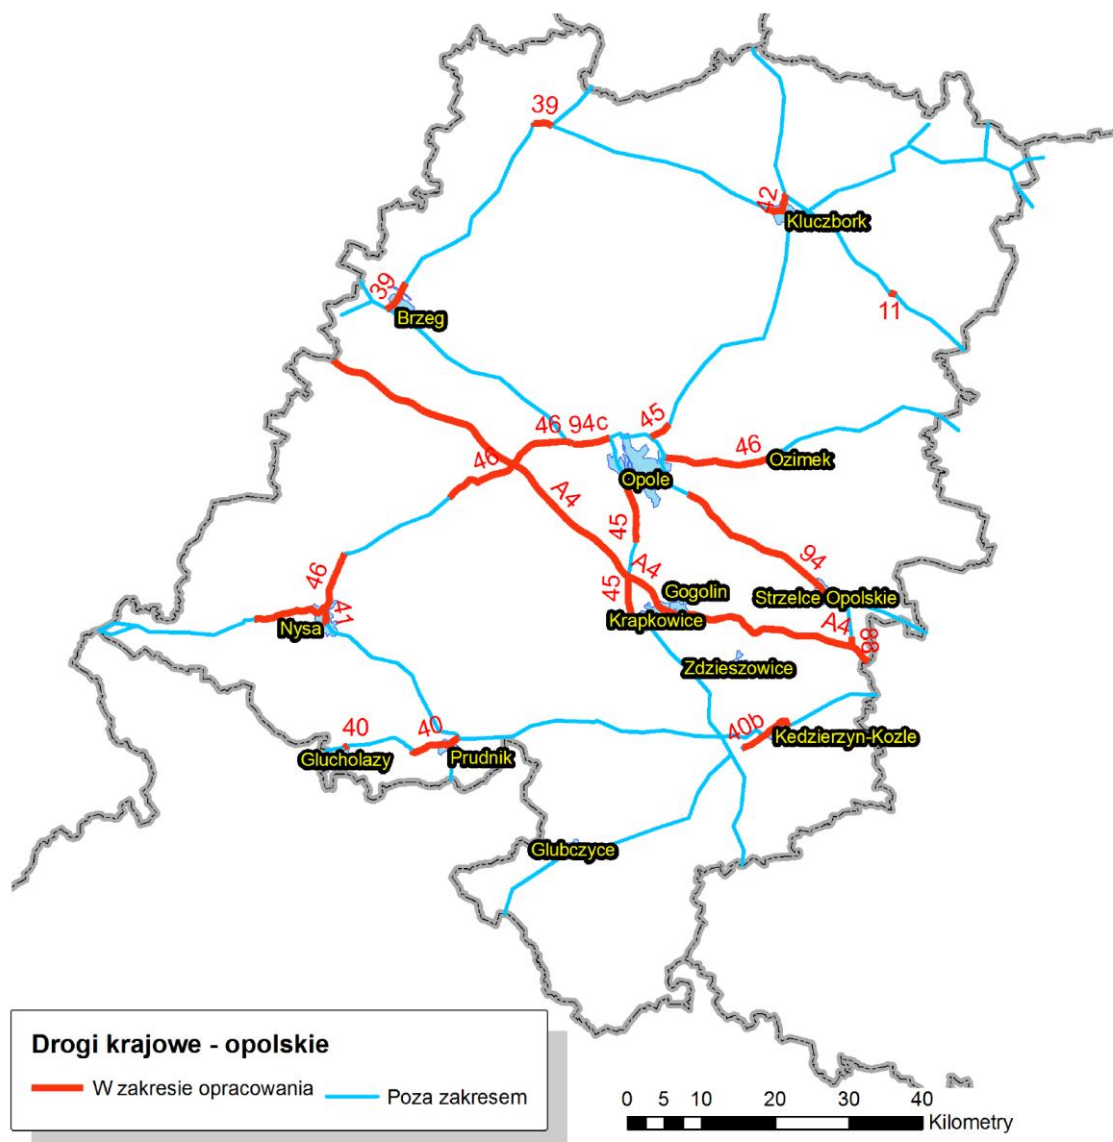 39
42
Kluczbork
39
11
Brzeg
46
94c
45
46
46
Ozimek
Opole
A4
45
94
46
A4
45
Gogolin
Strzelce Opolskie
41
Krapkowice
A4
88
Nysa
Zdzieszowice
40
40
40b
Kedzierzyn-Kozle
Glucholazy
Prudnik
Glubczyce
Drogi krajowe - opolskie
W zakresie opracowania
Poza zakresem
0 5 10 20 30 40
Kilometry